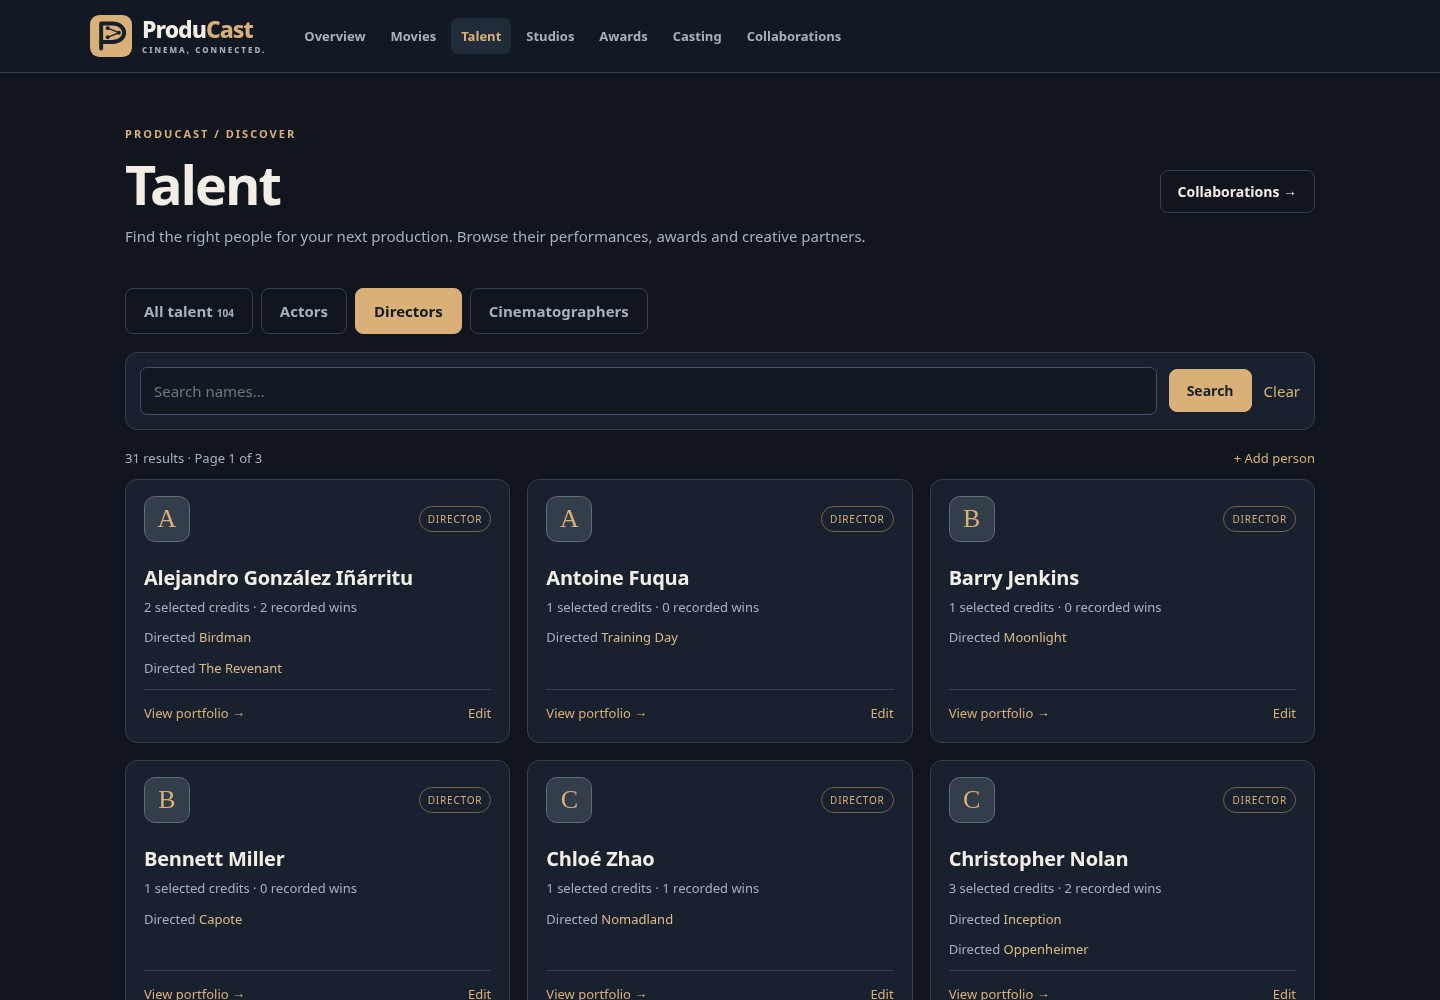 ProduCast
CINEMA, CONNECTED.
Overview
Movies
Talent
Studios
Awards
Casting
Collaborations
PRODUCAST / DISCOVER
Talent
Collaborations →
Find the right people for your next production. Browse their performances, awards and creative partners.
All talent 104
Actors
Directors
Cinematographers
Search names...
Search
Clear
31 results · Page 1 of 3
+ Add person
A
DIRECTOR
Alejandro González Iñárritu
2 selected credits · 2 recorded wins
Directed Birdman
Directed The Revenant
View portfolio →
Edit
A
DIRECTOR
Antoine Fuqua
1 selected credits · 0 recorded wins
Directed Training Day
View portfolio →
Edit
B
DIRECTOR
Barry Jenkins
1 selected credits · 0 recorded wins
Directed Moonlight
View portfolio →
Edit
B
DIRECTOR
Bennett Miller
1 selected credits · 0 recorded wins
Directed Capote
View portfolio →
Edit
C
DIRECTOR
Chloé Zhao
1 selected credits · 1 recorded wins
Directed Nomadland
View portfolio →
Edit
C
DIRECTOR
Christopher Nolan
3 selected credits · 2 recorded wins
Directed Inception
Directed Oppenheimer
View portfolio →
Edit